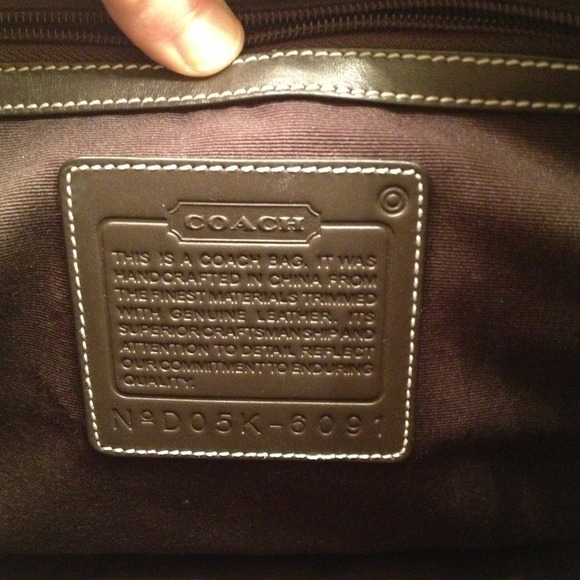 COACH
THIS IS A COACH BAG. IT WAS
HANDCRAFTED IN CHINA FROM
THE FINEST MATERIALS TRIMMED
WITH GENUINE LEATHER. ITS
SUPERIOR CRAFTSMANSHIP AND
ATTENTION TO DETAIL REFLECT
OUR COMMITMENT TO ENDURING
QUALITY.
Nº D05K-6091